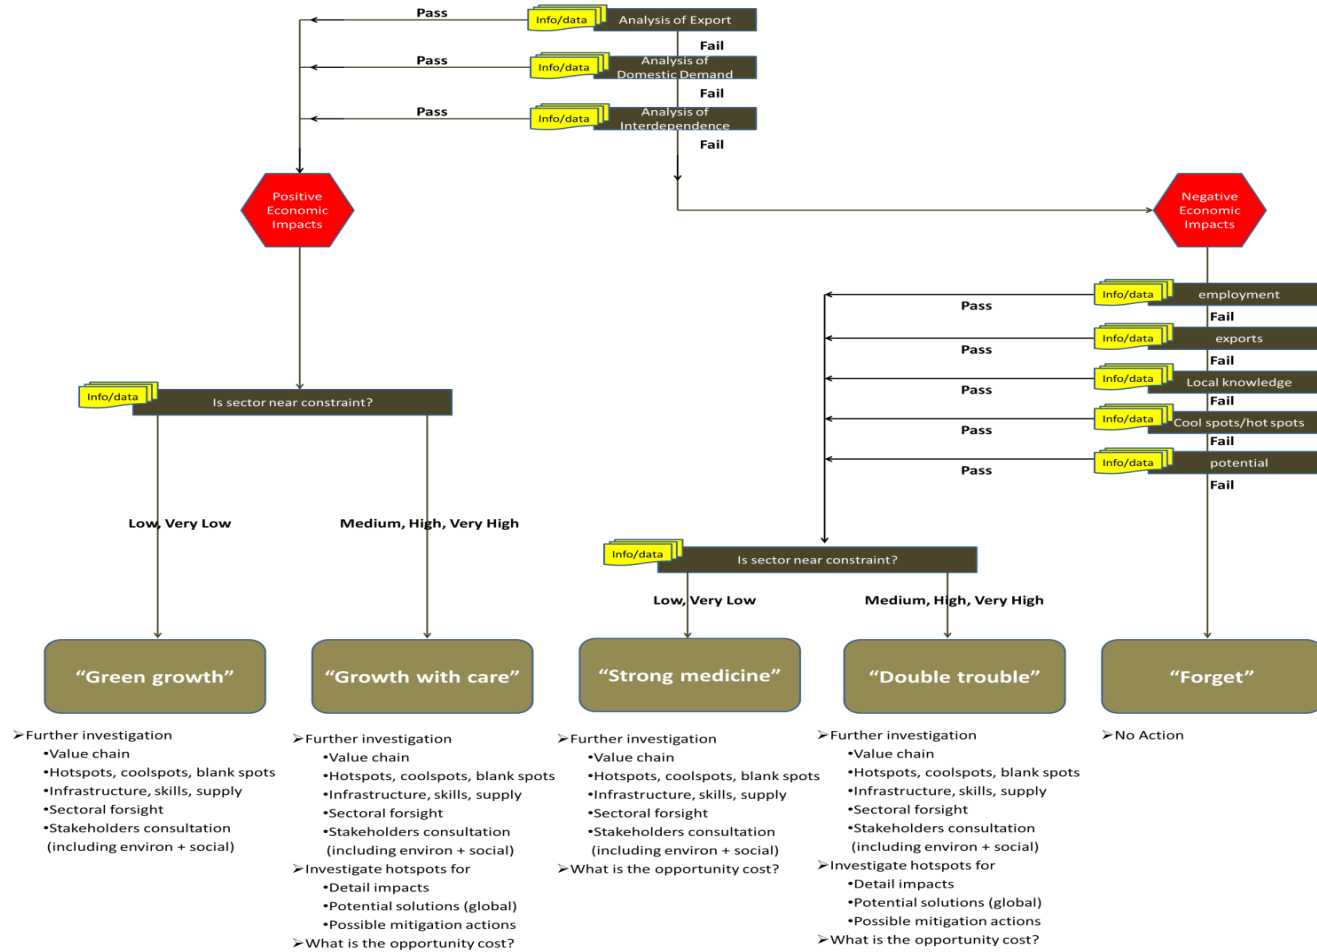 Pass
Info/data
Analysis of Export
Fail
Pass
Info/data
Analysis of
Domestic Demand
Fail
Pass
Info/data
Analysis of
Interdependence
Fail
Positive
Economic
Impacts
Negative
Economic
Impacts
Info/data
employment
Pass
Fail
Info/data
exports
Pass
Fail
Info/data
Local knowledge
Pass
Fail
Info/data
Cool spots/hot spots
Pass
Fail
Info/data
potential
Pass
Fail
Info/data
Is sector near constraint?
Low, Very Low
Medium, High, Very High
Info/data
Is sector near constraint?
Low, Very Low
Medium, High, Very High
“Green growth”
“Growth with care”
“Strong medicine”
“Double trouble”
“Forget”
➢Further investigation
•Value chain
•Hotspots, coolspots, blank spots
•Infrastructure, skills, supply
•Sectoral forsight
•Stakeholders consultation
(including environ + social)
➢Further investigation
•Value chain
•Hotspots, coolspots, blank spots
•Infrastructure, skills, supply
•Sectoral forsight
•Stakeholders consultation
(including environ + social)
➢Investigate hotspots for
•Detail impacts
•Potential solutions (global)
•Possible mitigation actions
➢What is the opportunity cost?
➢Further investigation
•Value chain
•Hotspots, coolspots, blank spots
•Infrastructure, skills, supply
•Sectoral forsight
•Stakeholders consultation
(including environ + social)
➢What is the opportunity cost?
➢Further investigation
•Value chain
•Hotspots, coolspots, blank spots
•Infrastructure, skills, supply
•Sectoral forsight
•Stakeholders consultation
(including environ + social)
➢Investigate hotspots for
•Detail impacts
•Potential solutions (global)
•Possible mitigation actions
➢What is the opportunity cost?
➢No Action